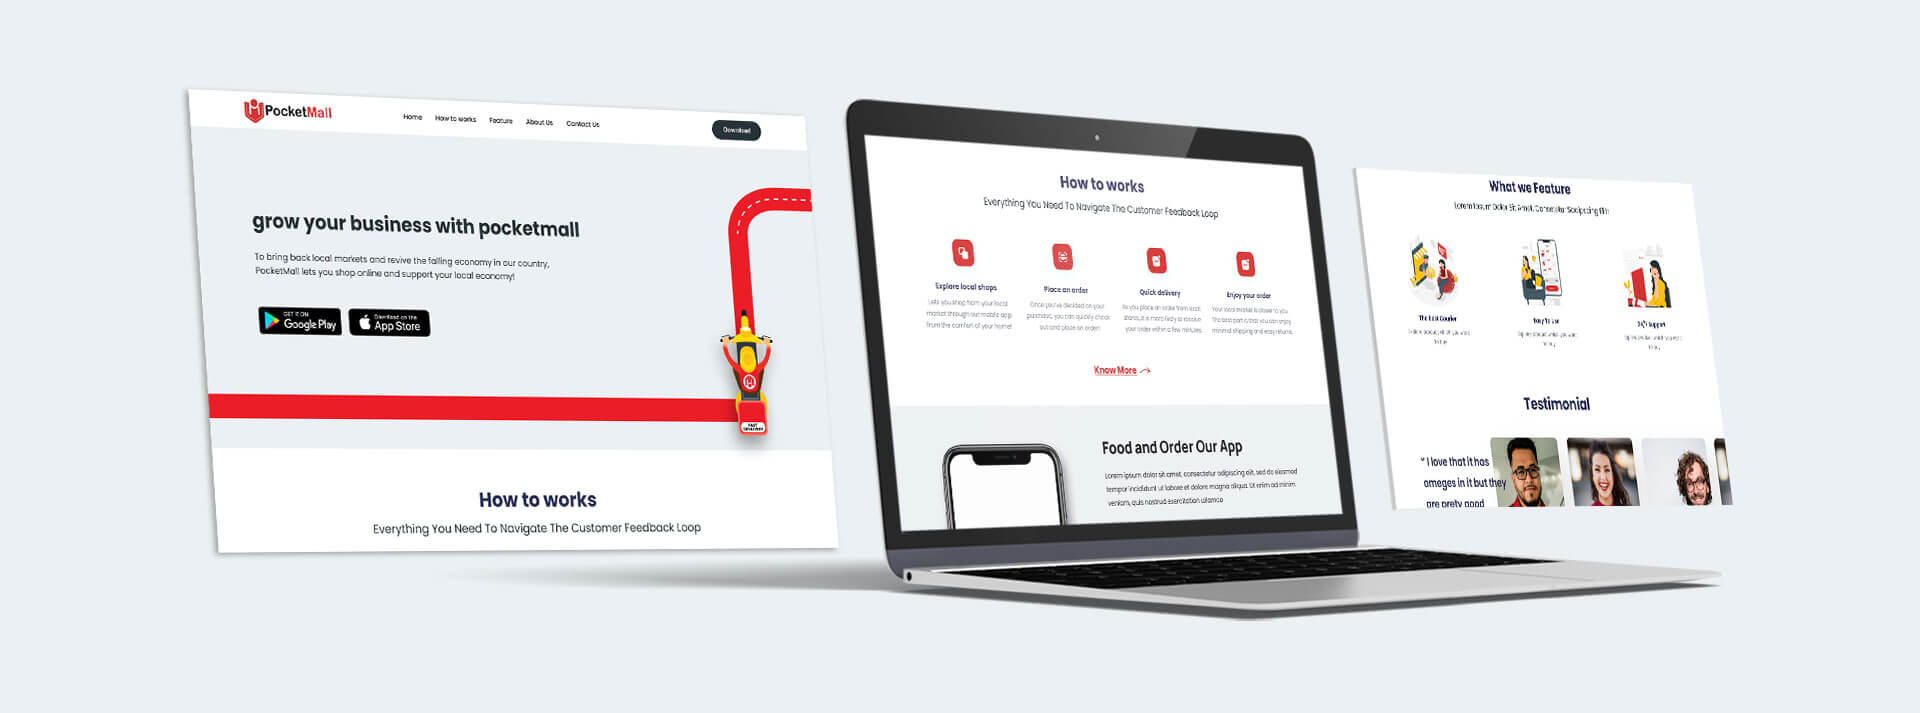 PocketMall
Home How to works Feature About Us Contact Us
Download
grow your business with pocketmall
To bring back local markets and revive the falling economy in our country,
PocketMall lets you shop online and support your local economy!
GET IT ON
Google Play
Download on the
App Store
FAST
DELIVERY
How to works
Everything You Need To Navigate The Customer Feedback Loop
How to works
Everything You Need To Navigate The Customer Feedback Loop
Explore local shops
Lets you shop from your local
market through our mobile app
from the comfort of your home!
Place an order
Once you've decided on your
purchase, you can quickly check
out and place an order!
Quick delivery
As you place an order from local
stores, it is more likely to receive
your order within a few minutes.
Enjoy your order
Your local market is closer to you
The best part is that you can enjoy
minimal shipping and easy returns.
Know More
Food and Order Our App
Lorem ipsum dolor sit amet, consectetur adipiscing elit, sed do eiusmod
tempor incididunt ut labore et dolore magna aliqua. Ut enim ad minim
veniam, quis nostrud exercitation ullamco
What we Feature
Lorem Ipsum Dolor Sit Amet, Consetetur Sadipscing Elitr
The Best Courier
Easy To Use
24/7 Support
Testimonial
" I love that it has
omeges in it but they
are prety good